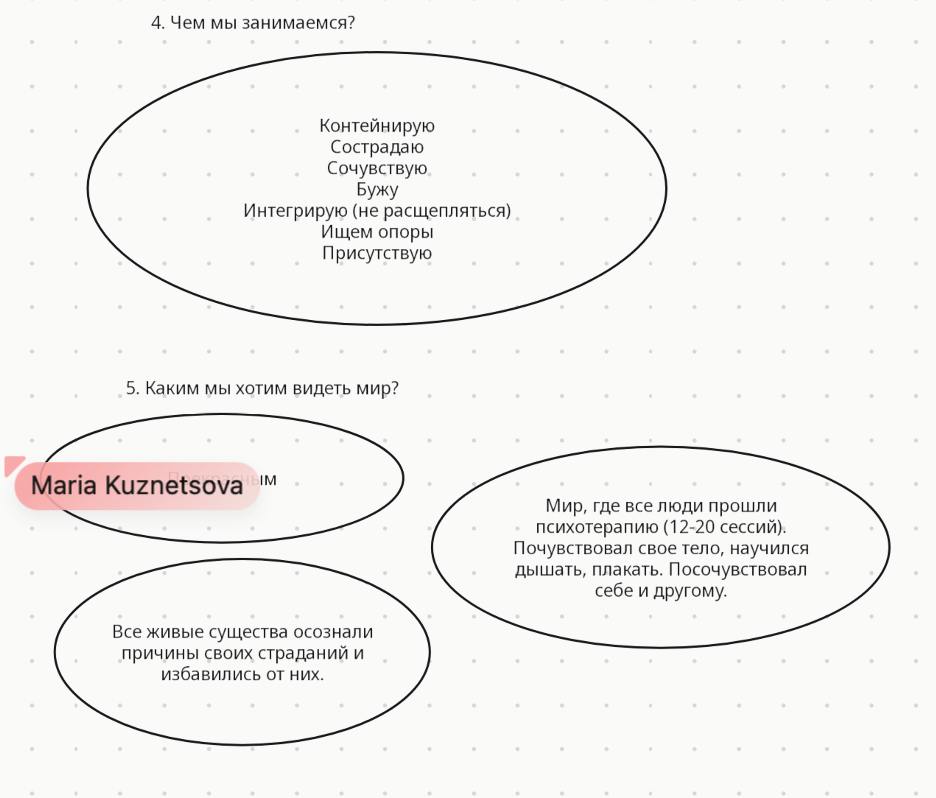 4. Чем мы занимаемся?
Контейнирую
Сострадаю
Сочувствую
Бужу
Интегрирую (не расщепляться)
Ищем опоры
Присутствую
5. Каким мы хотим видеть мир?
Maria Kuznetsova
Мир, где все люди прошли
психотерапию (12-20 сессий).
Почувствовал свое тело, научился
дышать, плакать. Посочувствовал
себе и другому.
Все живые существа осознали
причины своих страданий и
избавились от них.